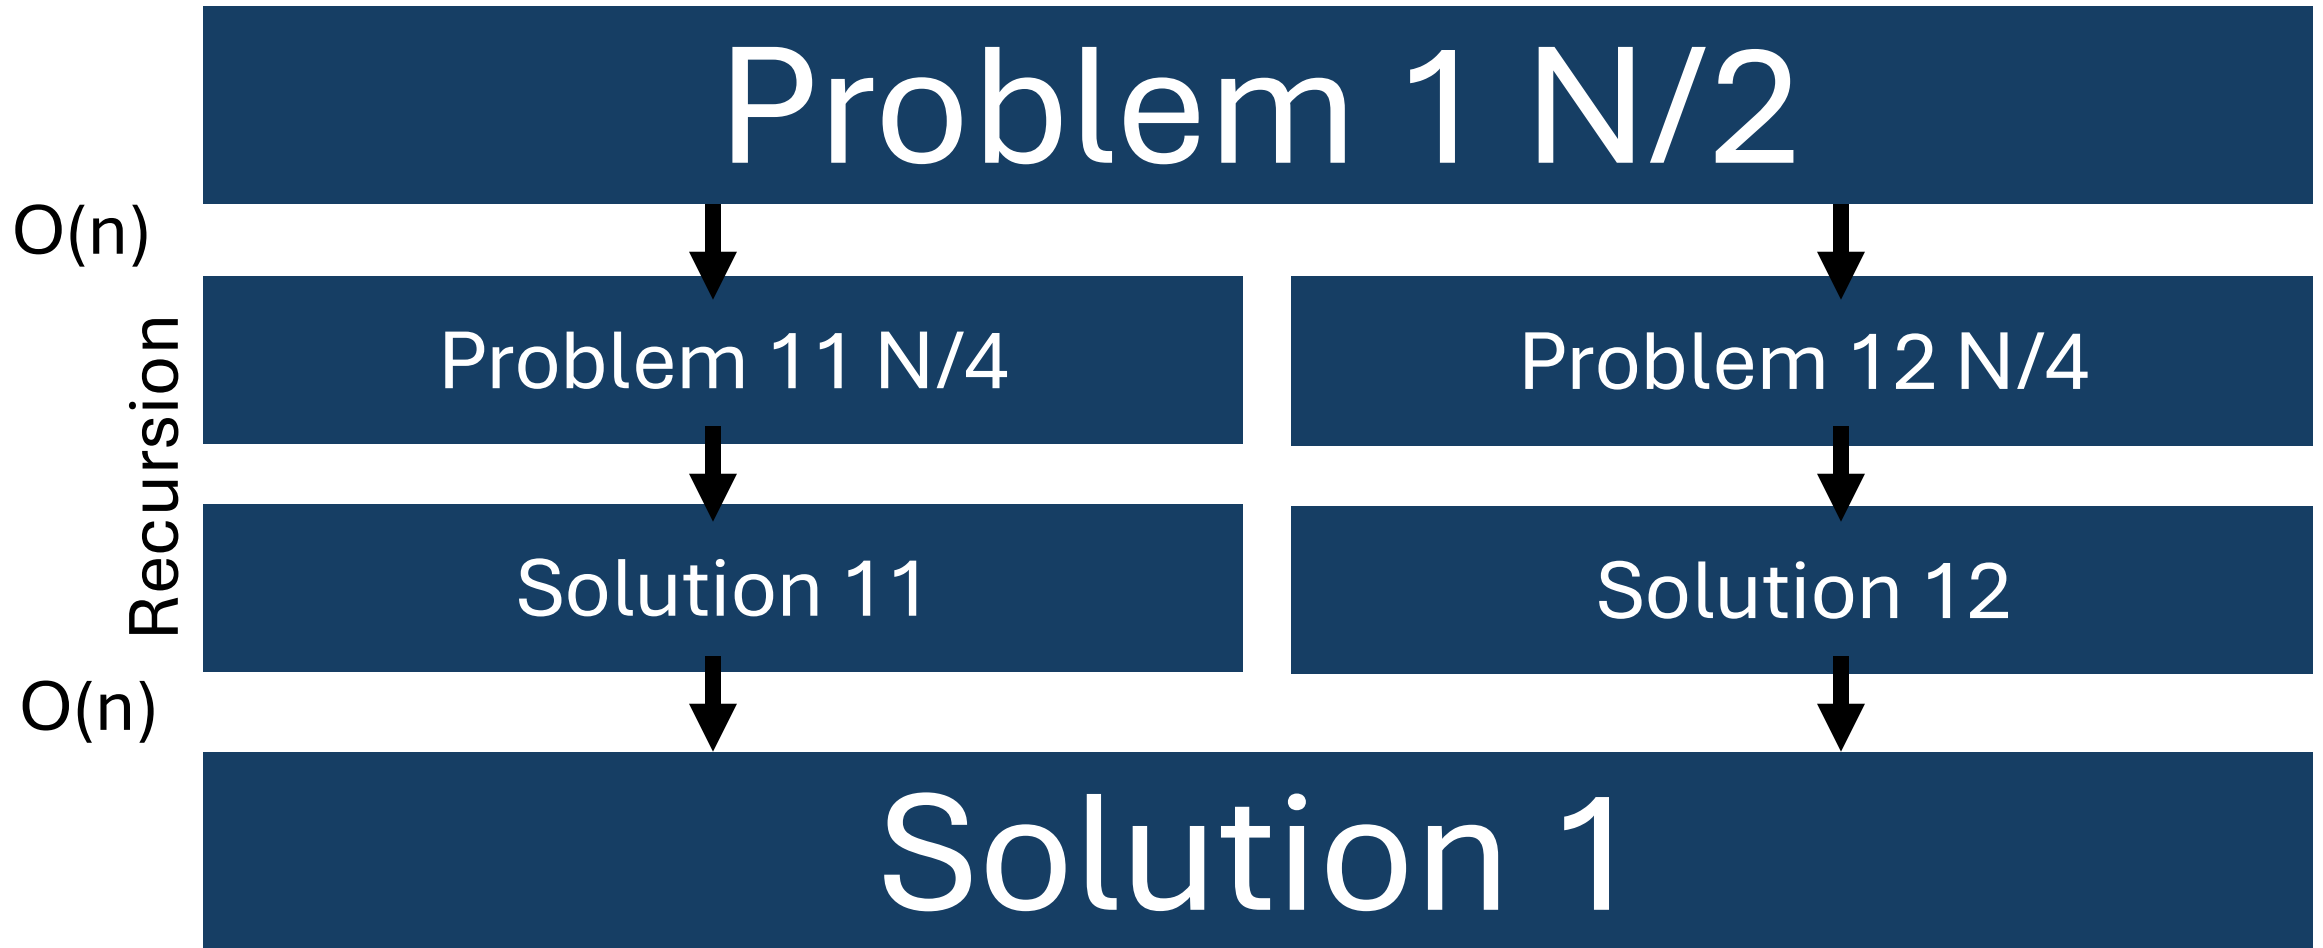 Problem 1 N/2
O(n)
Recursion
Problem 11 N/4
Problem 12 N/4
Solution 11
Solution 12
O(n)
Solution 1